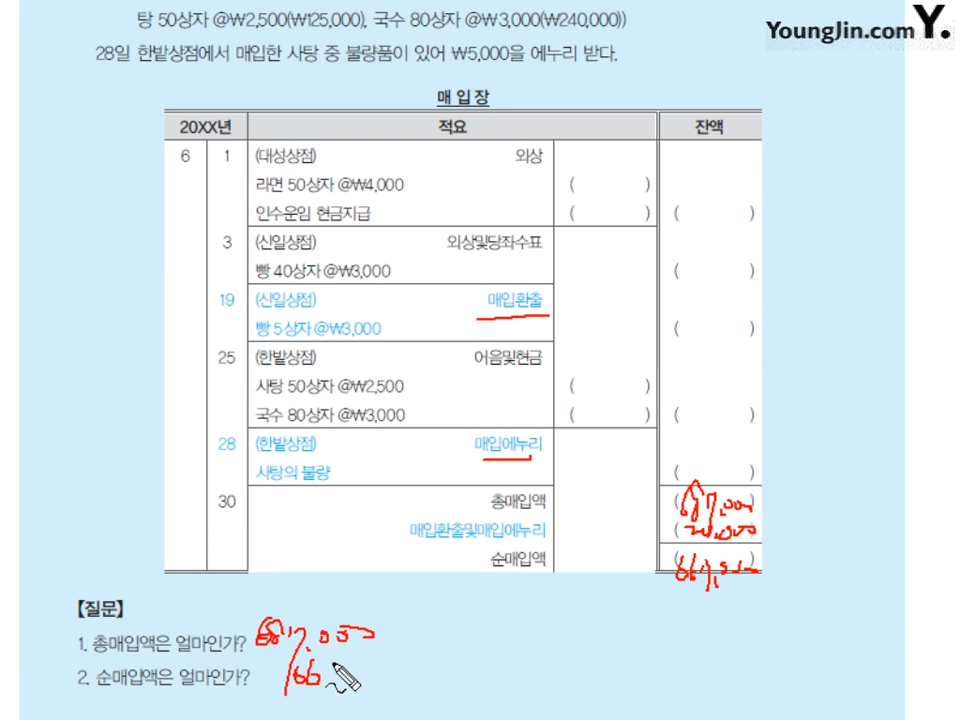 탕 50상자 @₩2,500(₩125,000), 국수 80상자 @₩3,000(₩240,000))
YoungJin.com Y.
28일 한밭상점에서 매입한 사탕 중 불량품이 있어 ₩5,000을 에누리 받다.
매 입 장
20XX년 적요 잔액
6 1 (대성상점) 외상
라면 50상자 @₩4,000 ( )
인수운임 현금지급 ( ) ( )
3 (신일상점) 외상및당좌수표
빵 40상자 @₩3,000 ( )
19 (신일상점) 매입환출
빵 5상자 @₩3,000 ( )
25 (한밭상점) 어음및현금
사탕 50상자 @₩2,500 ( )
국수 80상자 @₩3,000 ( ) ( )
28 (한밭상점) 매입에누리
사탕의 불량 ( )
30 총매입액 ( )
매입환출및매입에누리 ( )
순매입액 ( )
【질문】
1. 총매입액은 얼마인가?
2. 순매입액은 얼마인가?